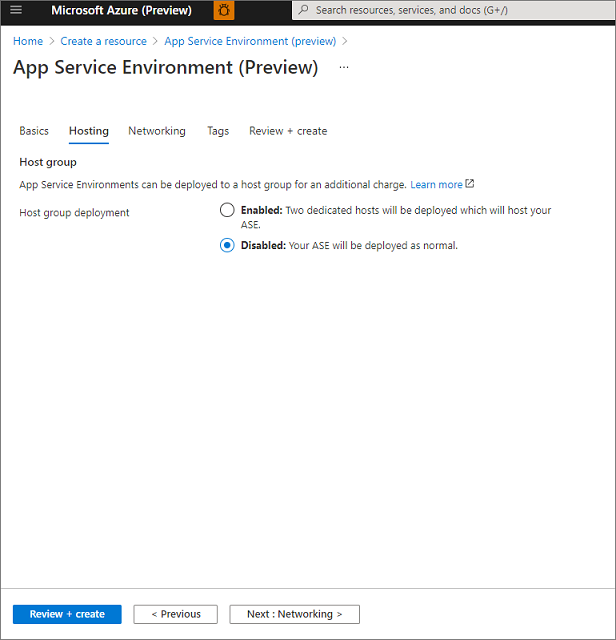 Microsoft Azure (Preview)
Search resources, services, and docs (G+/)
Home > Create a resource > App Service Environment (preview) >
App Service Environment (Preview) ...
Basics Hosting Networking Tags Review + create
Host group
App Service Environments can be deployed to a host group for an additional charge. Learn more
Host group deployment
Enabled: Two dedicated hosts will be deployed which will host your
ASE.
Disabled: Your ASE will be deployed as normal.
Review + create
< Previous
Next : Networking >